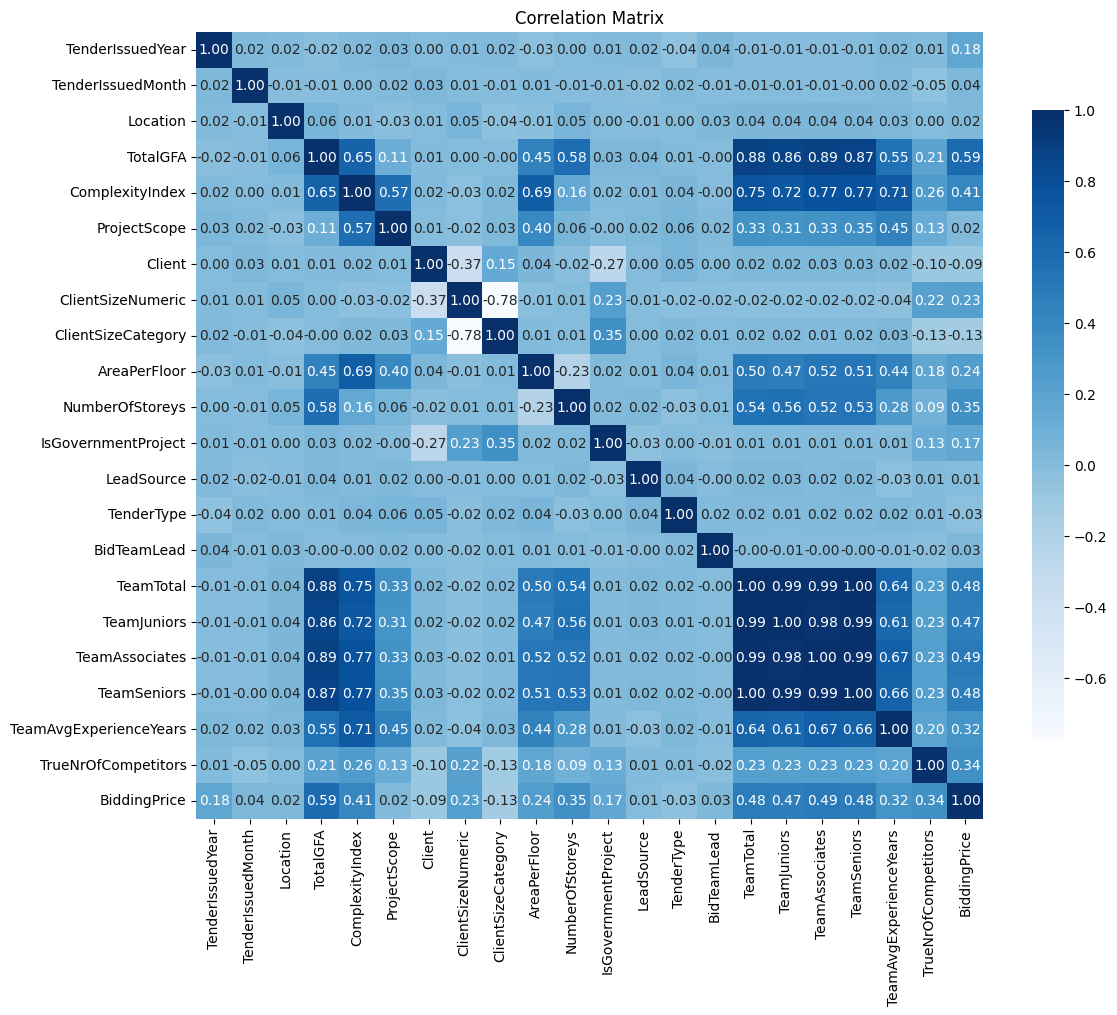 Correlation Matrix
TenderIssuedYear 1.00 0.02 0.02 -0.02 0.02 0.03 0.00 0.01 0.02 -0.03 0.00 0.01 0.02 -0.04 0.04 -0.01 -0.01 -0.01 -0.01 0.02 0.01 0.18
TenderIssuedMonth 0.02 1.00 -0.01 -0.01 0.00 0.02 0.03 0.01 -0.01 0.01 -0.01 -0.01 -0.02 0.02 -0.01 -0.01 -0.01 -0.01 -0.00 0.02 -0.05 0.04
Location 0.02 -0.01 1.00 0.06 0.01 -0.03 0.01 0.05 -0.04 -0.01 0.05 0.00 -0.01 0.00 0.03 0.04 0.04 0.04 0.04 0.03 0.00 0.02
TotalGFA -0.02 -0.01 0.06 1.00 0.65 0.11 0.01 0.00 -0.00 0.45 0.58 0.03 0.04 0.01 -0.00 0.88 0.86 0.89 0.87 0.55 0.21 0.59
ComplexityIndex 0.02 0.00 0.01 0.65 1.00 0.57 0.02 -0.03 0.02 0.69 0.16 0.02 0.01 0.04 -0.00 0.75 0.72 0.77 0.77 0.71 0.26 0.41
ProjectScope 0.03 0.02 -0.03 0.11 0.57 1.00 0.01 -0.02 0.03 0.40 0.06 -0.00 0.02 0.06 0.02 0.33 0.31 0.33 0.35 0.45 0.13 0.02
Client 0.00 0.03 0.01 0.01 0.02 0.01 1.00 -0.37 0.15 0.04 -0.02 -0.27 0.00 0.05 0.00 0.02 0.02 0.03 0.03 0.02 -0.10 -0.09
ClientSizeNumeric 0.01 0.01 0.05 0.00 -0.03 -0.02 -0.37 1.00 -0.78 -0.01 0.01 0.23 -0.01 -0.02 -0.02 -0.02 -0.02 -0.02 -0.02 -0.04 0.22 0.23
ClientSizeCategory 0.02 -0.01 -0.04 -0.00 0.02 0.03 0.15 -0.78 1.00 0.01 0.01 0.35 0.00 0.02 0.01 0.02 0.02 0.01 0.02 0.03 -0.13 -0.13
AreaPerFloor -0.03 0.01 -0.01 0.45 0.69 0.40 0.04 -0.01 0.01 1.00 -0.23 0.02 0.01 0.04 0.01 0.50 0.47 0.52 0.51 0.44 0.18 0.24
NumberOfStoreys 0.00 -0.01 0.05 0.58 0.16 0.06 -0.02 0.01 0.01 -0.23 1.00 0.02 0.02 -0.03 0.01 0.54 0.56 0.52 0.53 0.28 0.09 0.35
IsGovernmentProject 0.01 -0.01 0.00 0.03 0.02 -0.00 -0.27 0.23 0.35 0.02 0.02 1.00 -0.03 0.00 -0.01 0.01 0.01 0.01 0.01 0.01 0.13 0.17
LeadSource 0.02 -0.02 -0.01 0.04 0.01 0.02 0.00 -0.01 0.00 0.01 0.02 -0.03 1.00 0.04 -0.00 0.02 0.03 0.02 0.02 -0.03 0.01 0.01
TenderType -0.04 0.02 0.00 0.01 0.04 0.06 0.05 -0.02 0.02 0.04 -0.03 0.00 0.04 1.00 0.02 0.02 0.01 0.02 0.02 0.02 0.01 -0.03
BidTeamLead 0.04 -0.01 0.03 -0.00 -0.00 0.02 0.00 -0.02 0.01 0.01 0.01 -0.01 -0.00 0.02 1.00 -0.00 -0.01 -0.00 -0.00 -0.01 -0.02 0.03
TeamTotal -0.01 -0.01 0.04 0.88 0.75 0.33 0.02 -0.02 0.02 0.50 0.54 0.01 0.02 0.02 -0.00 1.00 0.99 0.99 1.00 0.64 0.23 0.48
TeamJuniors -0.01 -0.01 0.04 0.86 0.72 0.31 0.02 -0.02 0.02 0.47 0.56 0.01 0.03 0.01 -0.01 0.99 1.00 0.98 0.99 0.61 0.23 0.47
TeamAssociates -0.01 -0.01 0.04 0.89 0.77 0.33 0.03 -0.02 0.01 0.52 0.52 0.01 0.02 0.02 -0.00 0.99 0.98 1.00 0.99 0.67 0.23 0.49
TeamSeniors -0.01 -0.00 0.04 0.87 0.77 0.35 0.03 -0.02 0.02 0.51 0.53 0.01 0.02 0.02 -0.00 1.00 0.99 0.99 1.00 0.66 0.23 0.48
TeamAvgExperienceYears 0.02 0.02 0.03 0.55 0.71 0.45 0.02 -0.04 0.03 0.44 0.28 0.01 -0.03 0.02 -0.01 0.64 0.61 0.67 0.66 1.00 0.20 0.32
TrueNrOfCompetitors 0.01 -0.05 0.00 0.21 0.26 0.13 -0.10 0.22 -0.13 0.18 0.09 0.13 0.01 0.01 -0.02 0.23 0.23 0.23 0.23 0.20 1.00 0.34
BiddingPrice 0.18 0.04 0.02 0.59 0.41 0.02 -0.09 0.23 -0.13 0.24 0.35 0.17 0.01 -0.03 0.03 0.48 0.47 0.49 0.48 0.32 0.34 1.00
TenderIssuedYear
TenderIssuedMonth
Location
TotalGFA
ComplexityIndex
ProjectScope
Client
ClientSizeNumeric
ClientSizeCategory
AreaPerFloor
NumberOfStoreys
IsGovernmentProject
LeadSource
TenderType
BidTeamLead
TeamTotal
TeamJuniors
TeamAssociates
TeamSeniors
TeamAvgExperienceYears
TrueNrOfCompetitors
BiddingPrice
1.0
0.8
0.6
0.4
0.2
0.0
−0.2
−0.4
−0.6